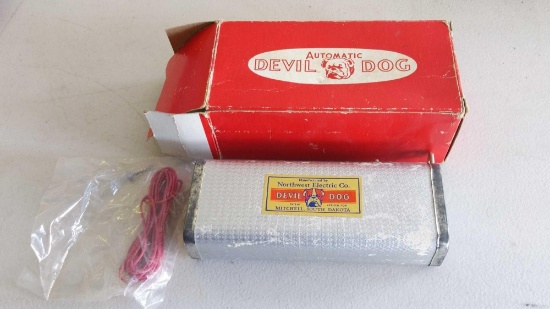 AUTOMATIC
DEVIL DOG
Northwest Electric Co.
DEVIL DOG
MITCHELL SOUTH DAKOTA